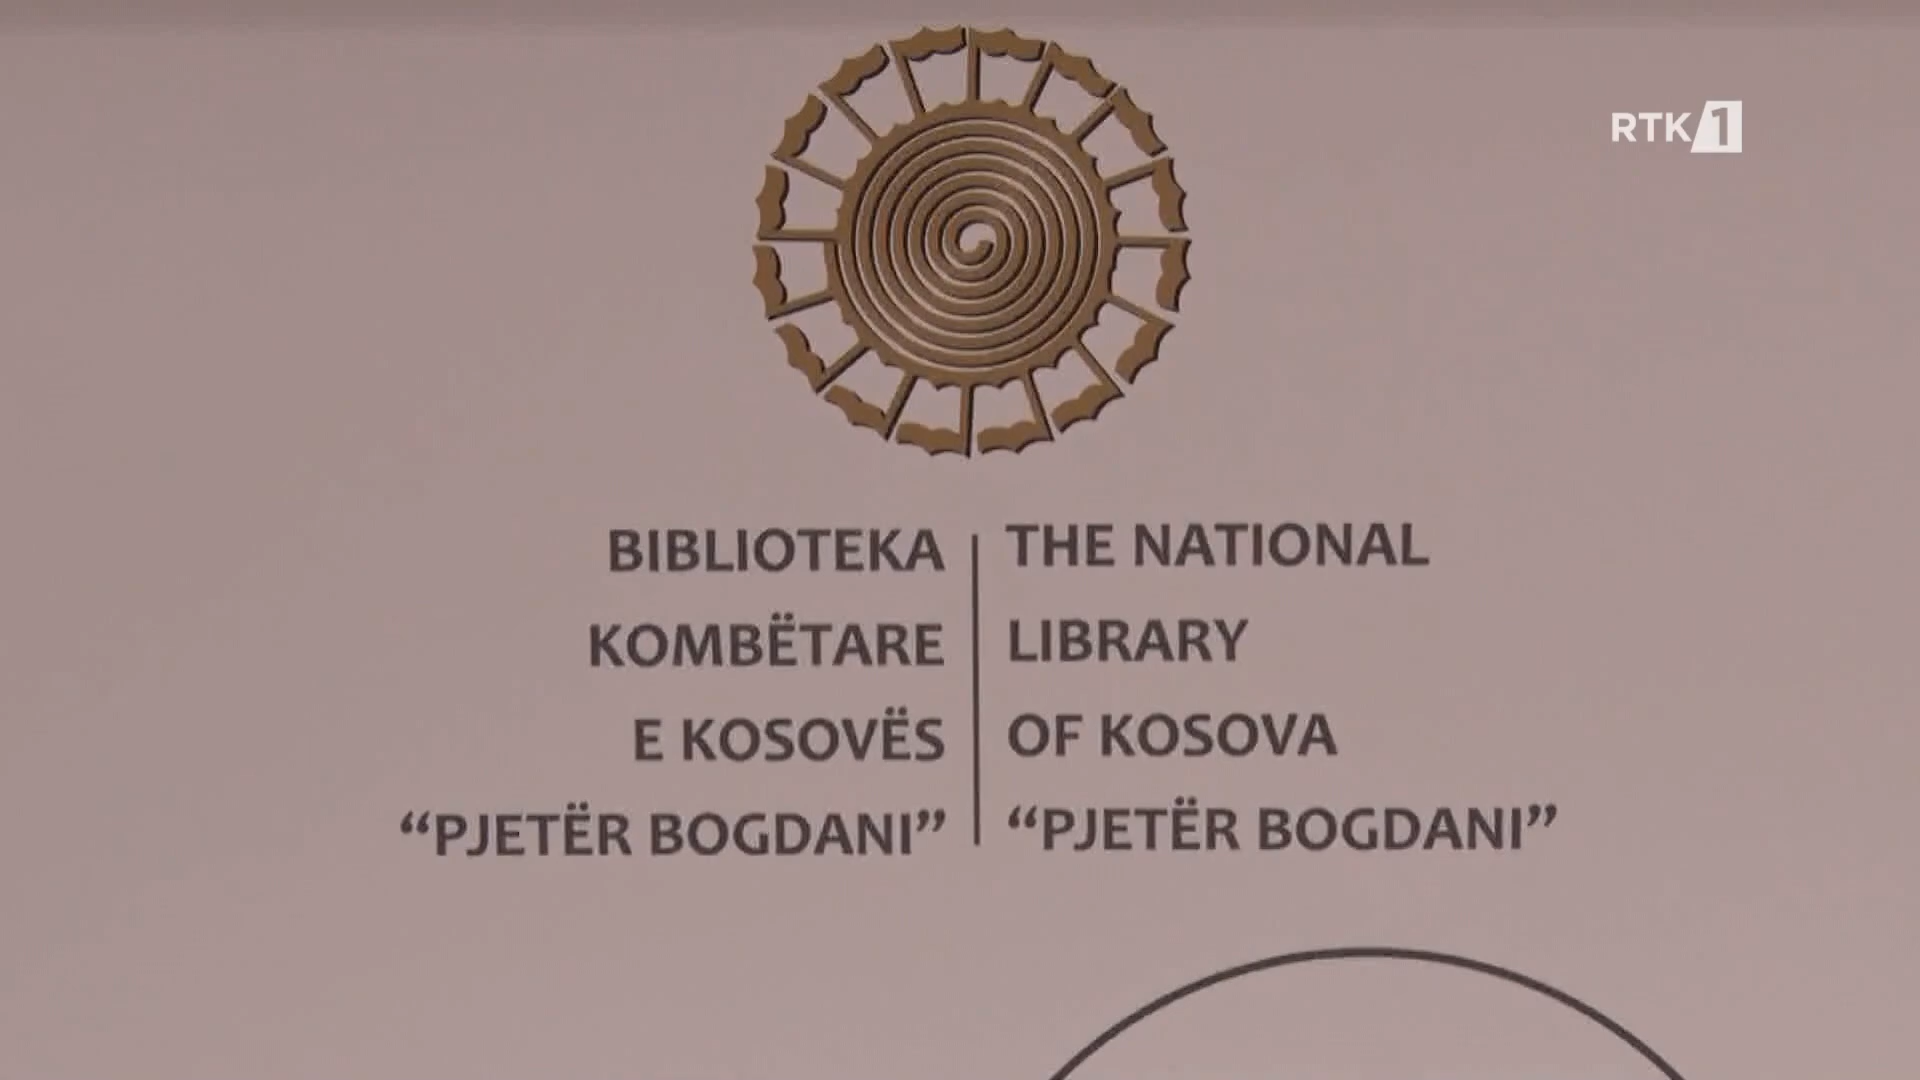 RTK 1
BIBLIOTEKA
KOMBËTARE
E KOSOVËS
“PJETËR BOGDANI”
THE NATIONAL
LIBRARY
OF KOSOVA
“PJETËR BOGDANI”